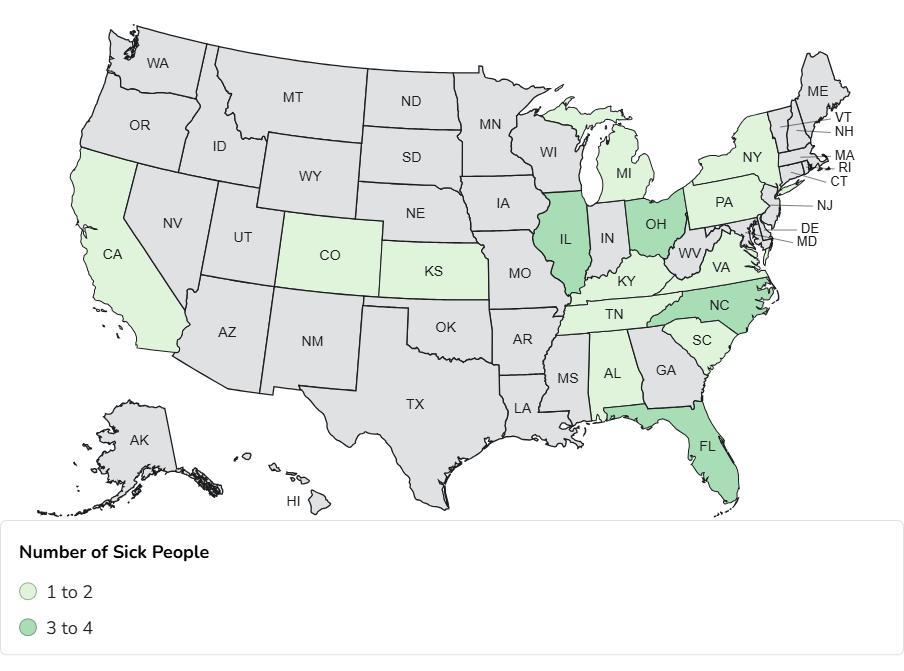 WA
MT
ND
MN
ME
VT
NH
OR
ID
SD
WI
NY
MA
RI
CT
WY
MI
NJ
IA
NE
PA
NV
UT
CO
KS
IL
IN
OH
WV
VA
DE
MD
CA
MO
KY
NC
AZ
NM
OK
AR
TN
SC
MS
AL
GA
TX
LA
FL
AK
HI
Number of Sick People
1 to 2
3 to 4